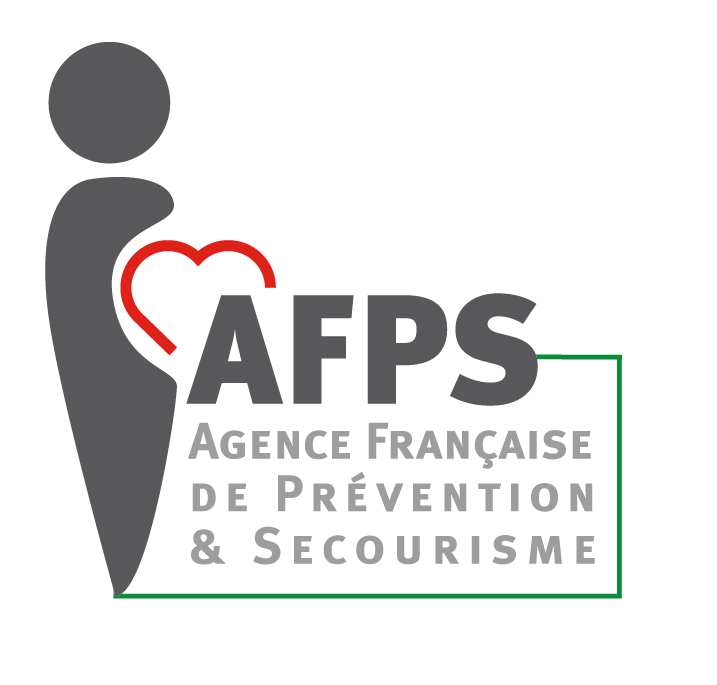 AFPS
AGENCE FRANÇAISE
DE PRÉVENTION
& SECOURISME